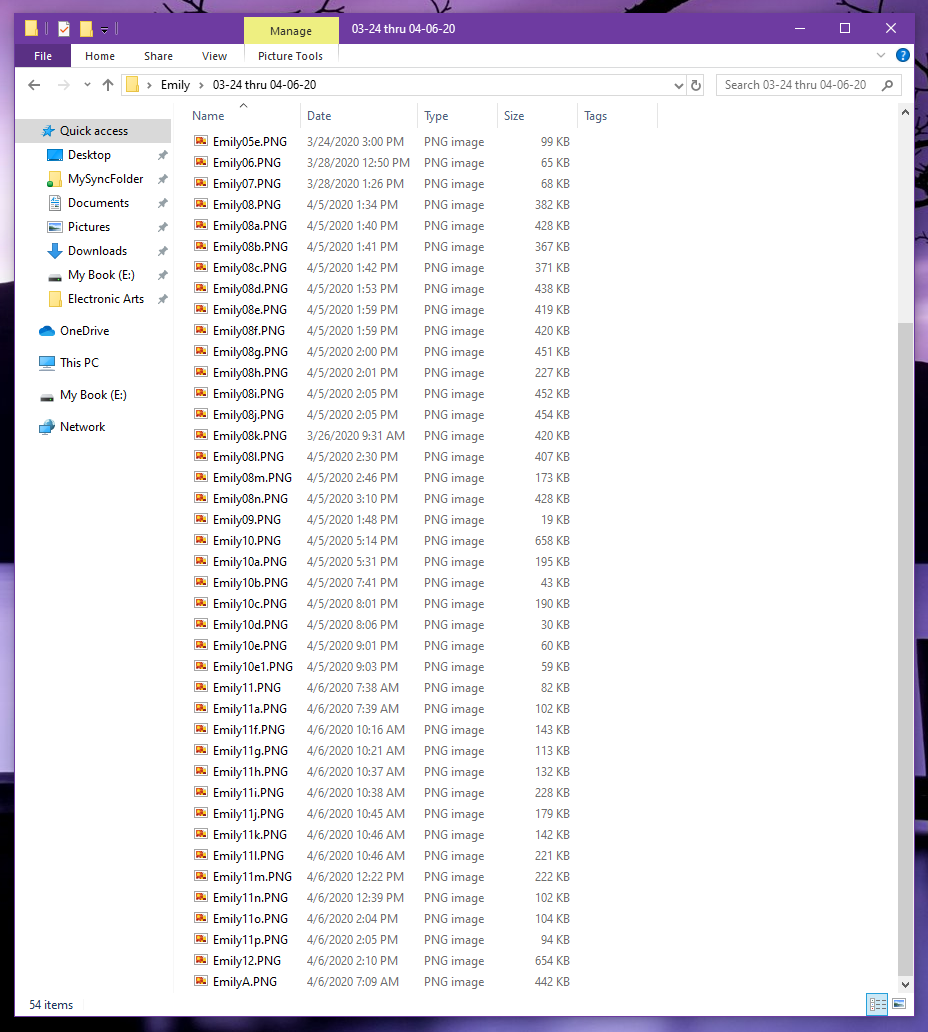 Manage 03-24 thru 04-06-20
File Home Share View Picture Tools
Emily 03-24 thru 04-06-20 Search 03-24 thru 04-06-20
Name Date Type Size Tags
Quick access
Desktop
MySyncFolder
Documents
Pictures
Downloads
My Book (E:)
Electronic Arts
OneDrive
This PC
My Book (E:)
Network
Emily05e.PNG 3/24/2020 3:00 PM PNG image 99 KB
Emily06.PNG 3/28/2020 12:50 PM PNG image 65 KB
Emily07.PNG 3/28/2020 1:26 PM PNG image 68 KB
Emily08.PNG 4/5/2020 1:34 PM PNG image 382 KB
Emily08a.PNG 4/5/2020 1:40 PM PNG image 428 KB
Emily08b.PNG 4/5/2020 1:41 PM PNG image 367 KB
Emily08c.PNG 4/5/2020 1:42 PM PNG image 371 KB
Emily08d.PNG 4/5/2020 1:53 PM PNG image 438 KB
Emily08e.PNG 4/5/2020 1:59 PM PNG image 419 KB
Emily08f.PNG 4/5/2020 1:59 PM PNG image 420 KB
Emily08g.PNG 4/5/2020 2:00 PM PNG image 451 KB
Emily08h.PNG 4/5/2020 2:01 PM PNG image 227 KB
Emily08i.PNG 4/5/2020 2:05 PM PNG image 452 KB
Emily08j.PNG 4/5/2020 2:05 PM PNG image 454 KB
Emily08k.PNG 3/26/2020 9:31 AM PNG image 420 KB
Emily08l.PNG 4/5/2020 2:30 PM PNG image 407 KB
Emily08m.PNG 4/5/2020 2:46 PM PNG image 173 KB
Emily08n.PNG 4/5/2020 3:10 PM PNG image 428 KB
Emily09.PNG 4/5/2020 1:48 PM PNG image 19 KB
Emily10.PNG 4/5/2020 5:14 PM PNG image 658 KB
Emily10a.PNG 4/5/2020 5:31 PM PNG image 195 KB
Emily10b.PNG 4/5/2020 7:41 PM PNG image 43 KB
Emily10c.PNG 4/5/2020 8:01 PM PNG image 190 KB
Emily10d.PNG 4/5/2020 8:06 PM PNG image 30 KB
Emily10e.PNG 4/5/2020 9:01 PM PNG image 60 KB
Emily10e1.PNG 4/5/2020 9:03 PM PNG image 59 KB
Emily11.PNG 4/6/2020 7:38 AM PNG image 82 KB
Emily11a.PNG 4/6/2020 7:39 AM PNG image 102 KB
Emily11f.PNG 4/6/2020 10:16 AM PNG image 143 KB
Emily11g.PNG 4/6/2020 10:21 AM PNG image 113 KB
Emily11h.PNG 4/6/2020 10:37 AM PNG image 132 KB
Emily11i.PNG 4/6/2020 10:38 AM PNG image 228 KB
Emily11j.PNG 4/6/2020 10:45 AM PNG image 179 KB
Emily11k.PNG 4/6/2020 10:46 AM PNG image 142 KB
Emily11l.PNG 4/6/2020 10:46 AM PNG image 221 KB
Emily11m.PNG 4/6/2020 12:22 PM PNG image 222 KB
Emily11n.PNG 4/6/2020 12:39 PM PNG image 102 KB
Emily11o.PNG 4/6/2020 2:04 PM PNG image 104 KB
Emily11p.PNG 4/6/2020 2:05 PM PNG image 94 KB
Emily12.PNG 4/6/2020 2:10 PM PNG image 654 KB
EmilyA.PNG 4/6/2020 7:09 AM PNG image 442 KB
54 items